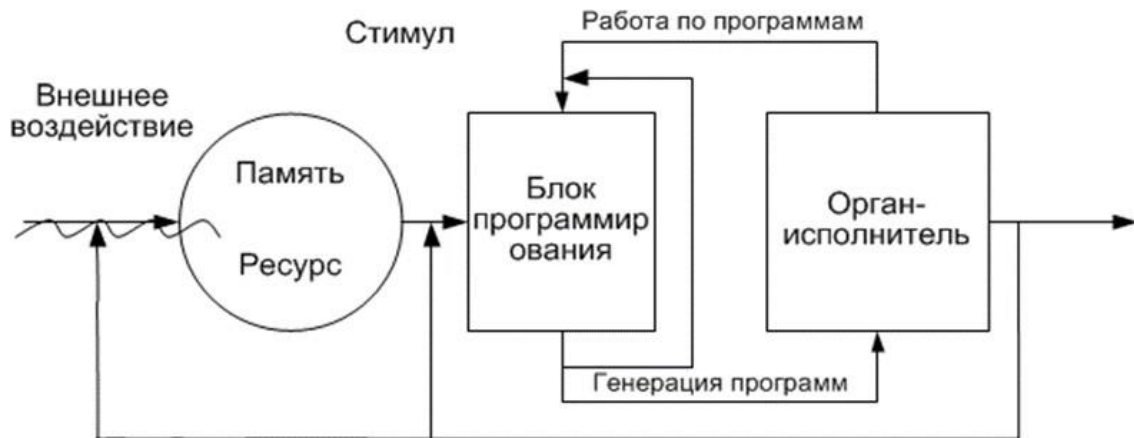 Стимул
Работа по программам
Внешнее
воздействие
Память
Ресурс
Блок
программир
ования
Орган-
исполнитель
Генерация программ